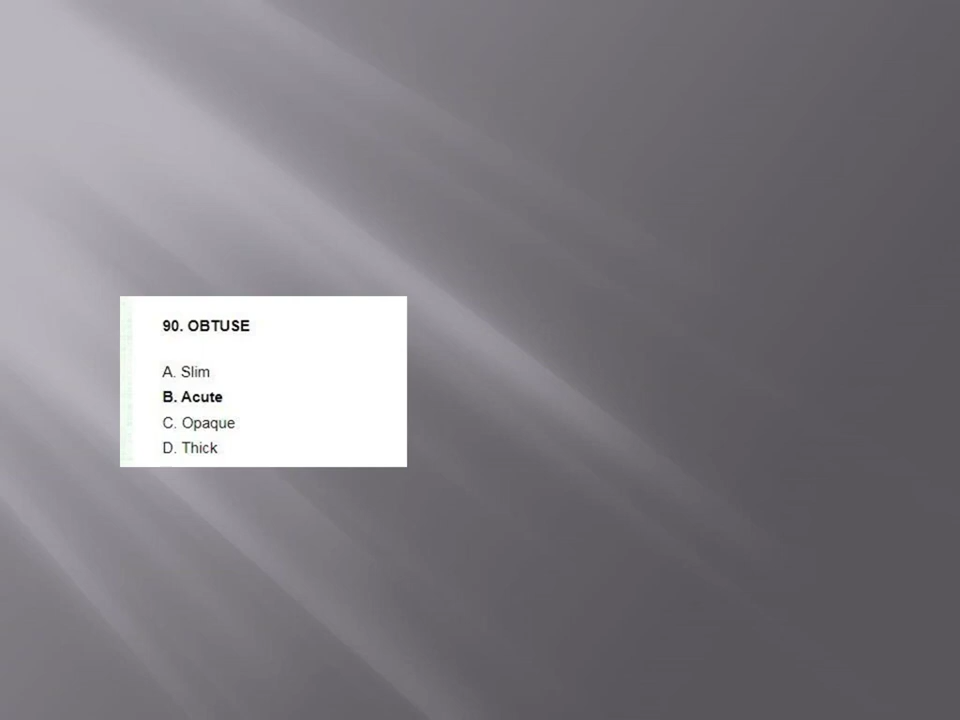 90. OBTUSE
A. Slim
B. Acute
C. Opaque
D. Thick